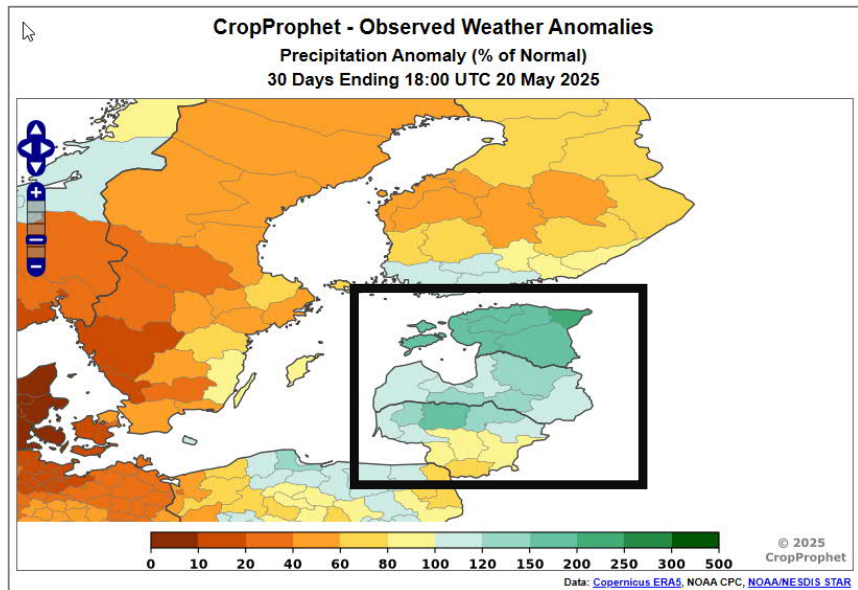 CropProphet - Observed Weather Anomalies
Precipitation Anomaly (% of Normal)
30 Days Ending 18:00 UTC 20 May 2025
0 10 20 40 60 80 100 120 150 200 250 300 500
© 2025
CropProphet
Data: Copernicus ERA5, NOAA CPC, NOAA/NESDIS STAR